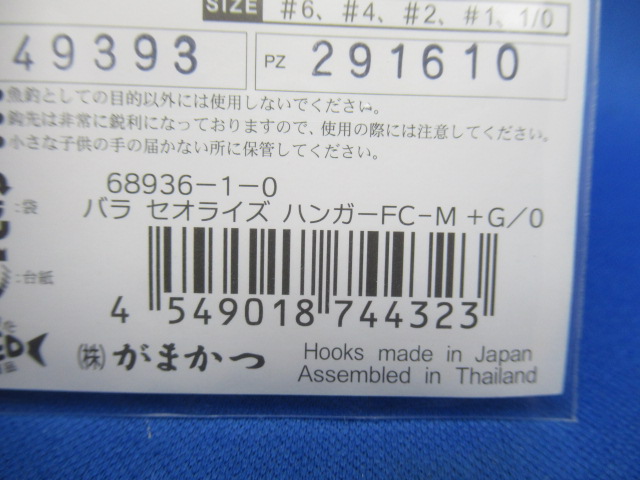 SIZE #6、#4、#2、#1、1/0
49393 PZ 291610
魚釣としての目的以外には使用しないでください。
鈎先は非常に鋭利になっておりますので、使用の際には注意してください。
小さな子供の手の届かない所に保管してください。
68936-1-0
:袋 バラ セオライズ ハンガーFC-M +G/0
:台紙
4 549018 744323
㈱がまかつ
Hooks made in Japan
Assembled in Thailand